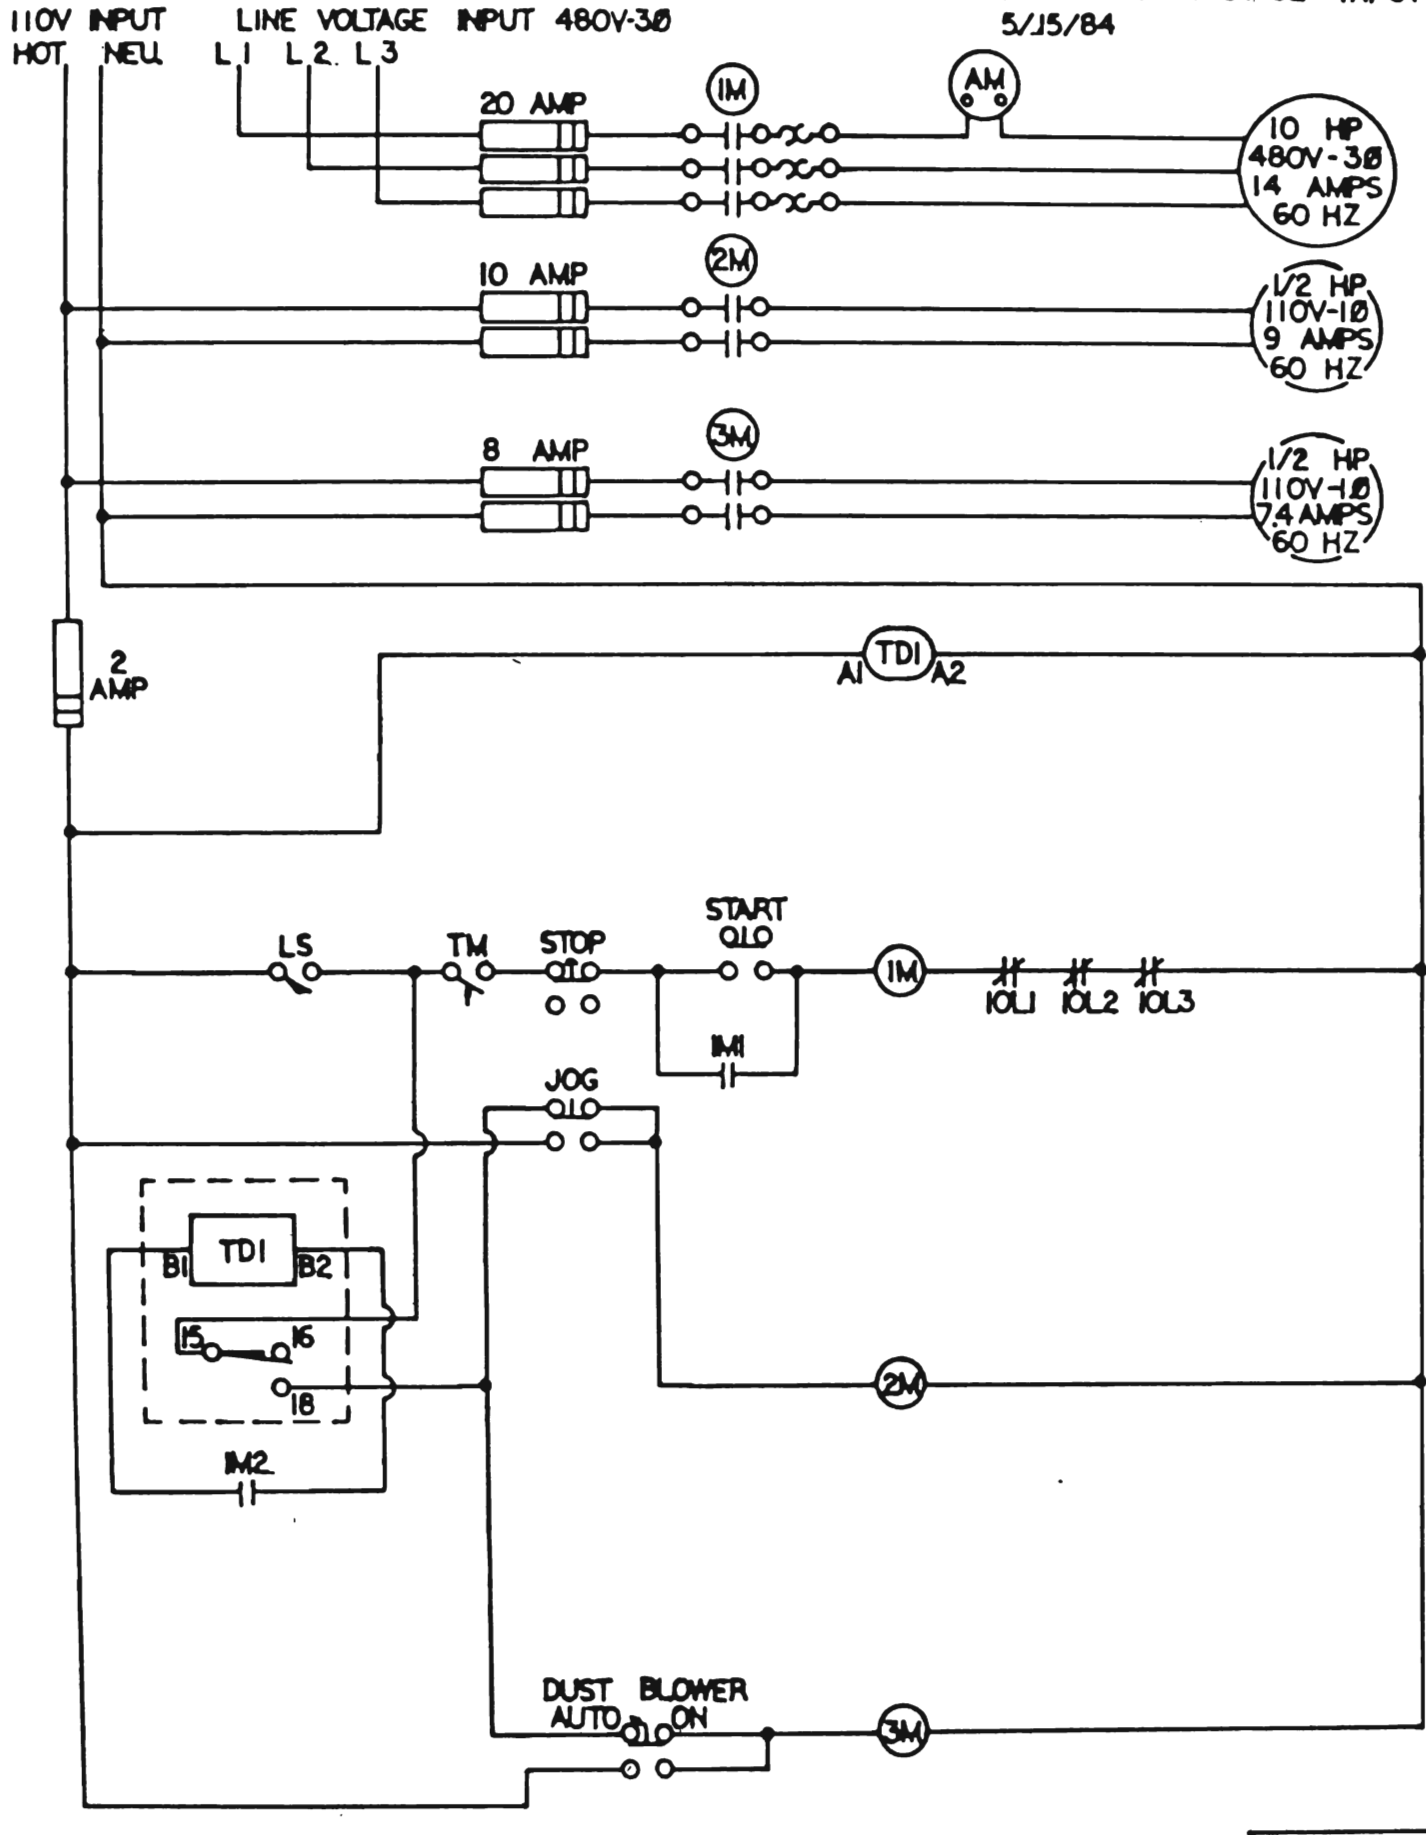 110V INPUT LINE VOLTAGE INPUT 480V-3Ø
5/15/84
HOT NEU. L1 L2. L3
20 AMP
1M
AM
10 HP
480V-3Ø
14 AMPS
60 HZ
10 AMP
2M
1/2 HP
110V-1Ø
9 AMPS
60 HZ
8 AMP
3M
1/2 HP
110V-1Ø
7.4 AMPS
60 HZ
2
AMP
TD1
A1 A2
START
LS TM STOP
1M
1OL1 1OL2 1OL3
1M1
JOG
TD1
B1 B2
15 16
18
2M
1M2
DUST BLOWER
AUTO ON
3M